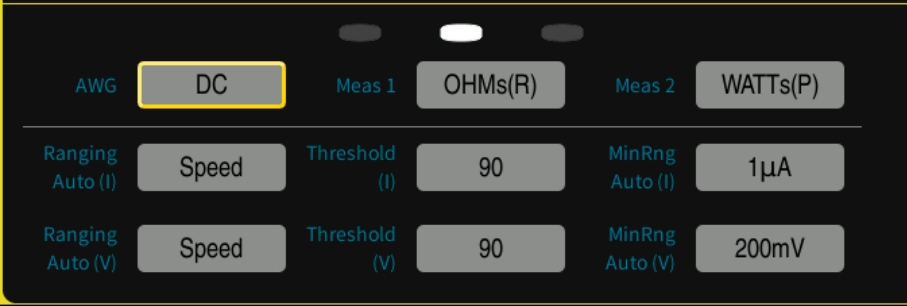 AWG DC Meas 1 OHMs(R) Meas 2 WATTs(P)
Ranging Auto (I) Speed Threshold (I) 90 MinRng Auto (I) 1µA
Ranging Auto (V) Speed Threshold (V) 90 MinRng Auto (V) 200mV